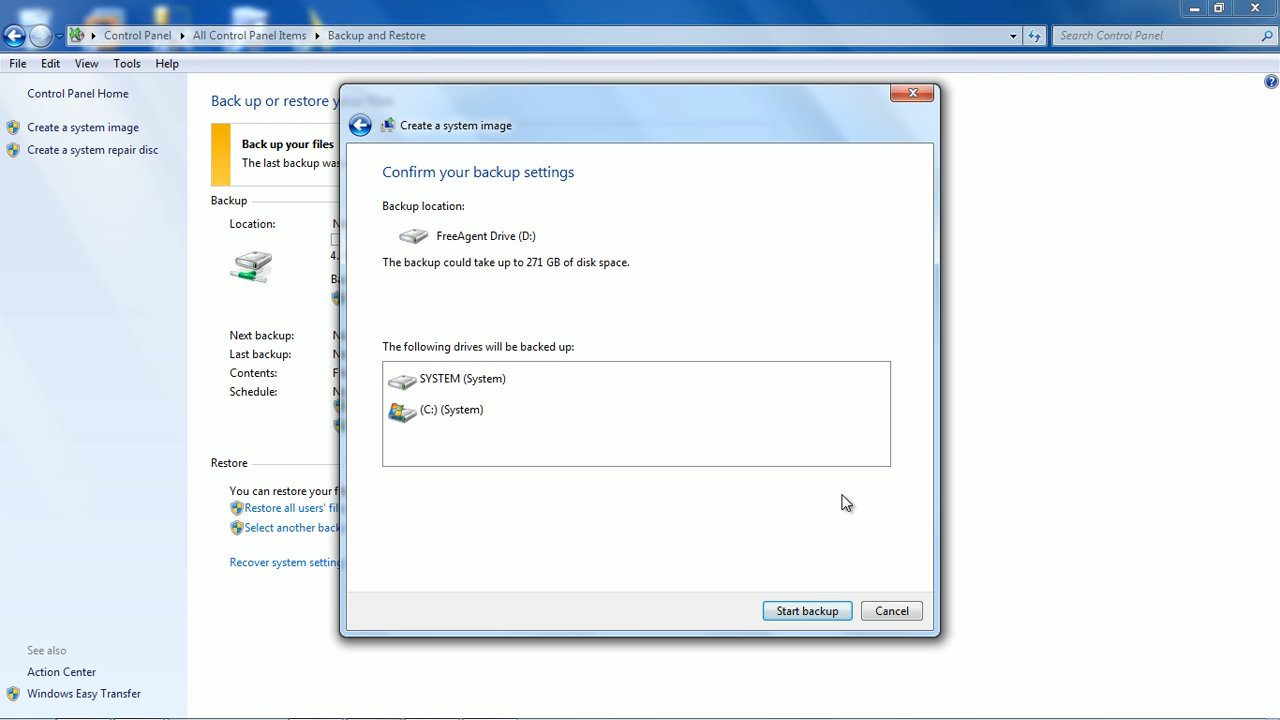 Control Panel All Control Panel Items Backup and Restore Search Control Panel
File Edit View Tools Help
Control Panel Home
Create a system image
Create a system repair disc
See also
Action Center
Windows Easy Transfer
Back up or restore
Back up your files
The last backup was
Backup
Location:
4.
Next backup:
Last backup:
Contents:
Schedule:
Restore
You can restore your
Restore all users'
Select another
Recover system
Create a system image
Confirm your backup settings
Backup location:
FreeAgent Drive (D:)
The backup could take up to 271 GB of disk space.
The following drives will be backed up:
SYSTEM (System)
(C:) (System)
Start backup Cancel